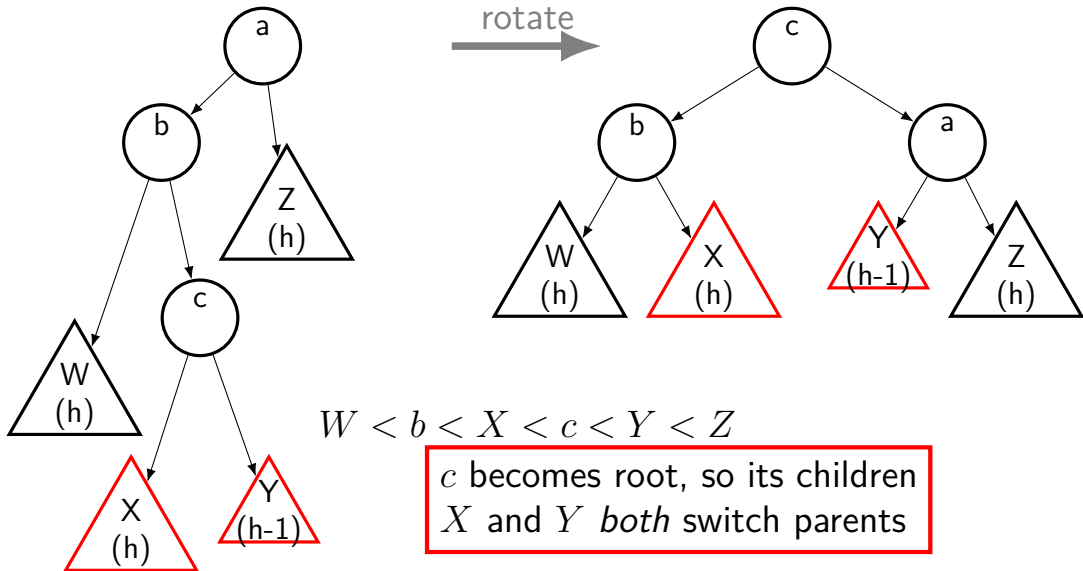 a
rotate
c
b
b
a
Z
(h)
W
(h)
X
(h)
Y
(h-1)
Z
(h)
c
W
(h)
W < b < X < c < Y < Z
c becomes root, so its children
X and Y both switch parents
X
(h)
Y
(h-1)